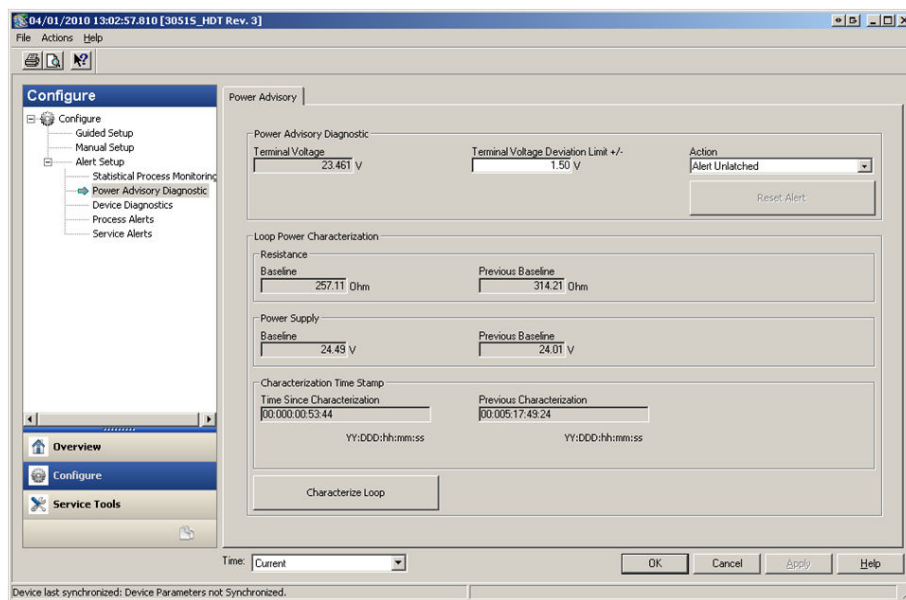 04/01/2010 13:02:57.810 [3051S_HDT Rev. 3]
File Actions Help
Configure
Configure
Guided Setup
Manual Setup
Alert Setup
Statistical Process Monitoring
Power Advisory Diagnostic
Device Diagnostics
Process Alerts
Service Alerts
Overview
Configure
Service Tools
Power Advisory
Power Advisory Diagnostic
Terminal Voltage
23.461 V
Terminal Voltage Deviation Limit +/-
1.50 V
Action
Alert Unlatched
Reset Alert
Loop Power Characterization
Resistance
Baseline
257.11 Ohm
Previous Baseline
314.21 Ohm
Power Supply
Baseline
24.49 V
Previous Baseline
24.01 V
Characterization Time Stamp
Time Since Characterization
00:000:00:53:44
YY:DDD:hh:mm:ss
Previous Characterization
00:005:17:49:24
YY:DDD:hh:mm:ss
Characterize Loop
Time: Current
OK Cancel Apply Help
Device last synchronized: Device Parameters not Synchronized.